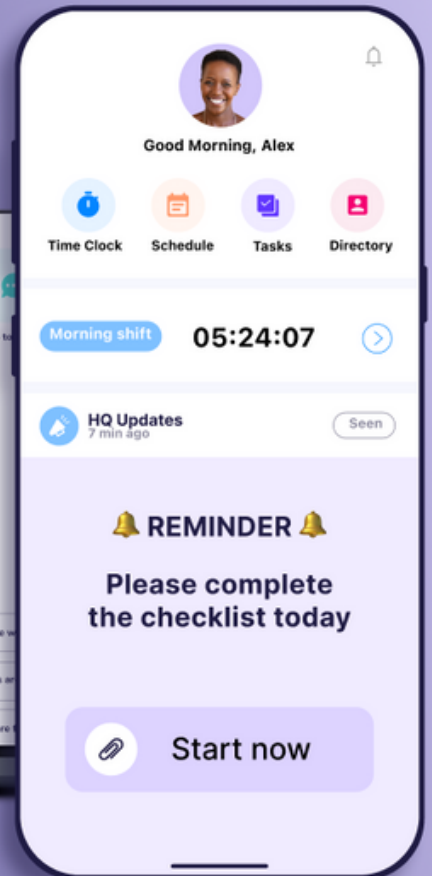 Good Morning, Alex
Time Clock Schedule Tasks Directory
Morning shift 05:24:07
HQ Updates
7 min ago
Seen
🔔 REMINDER 🔔
Please complete
the checklist today
Start now